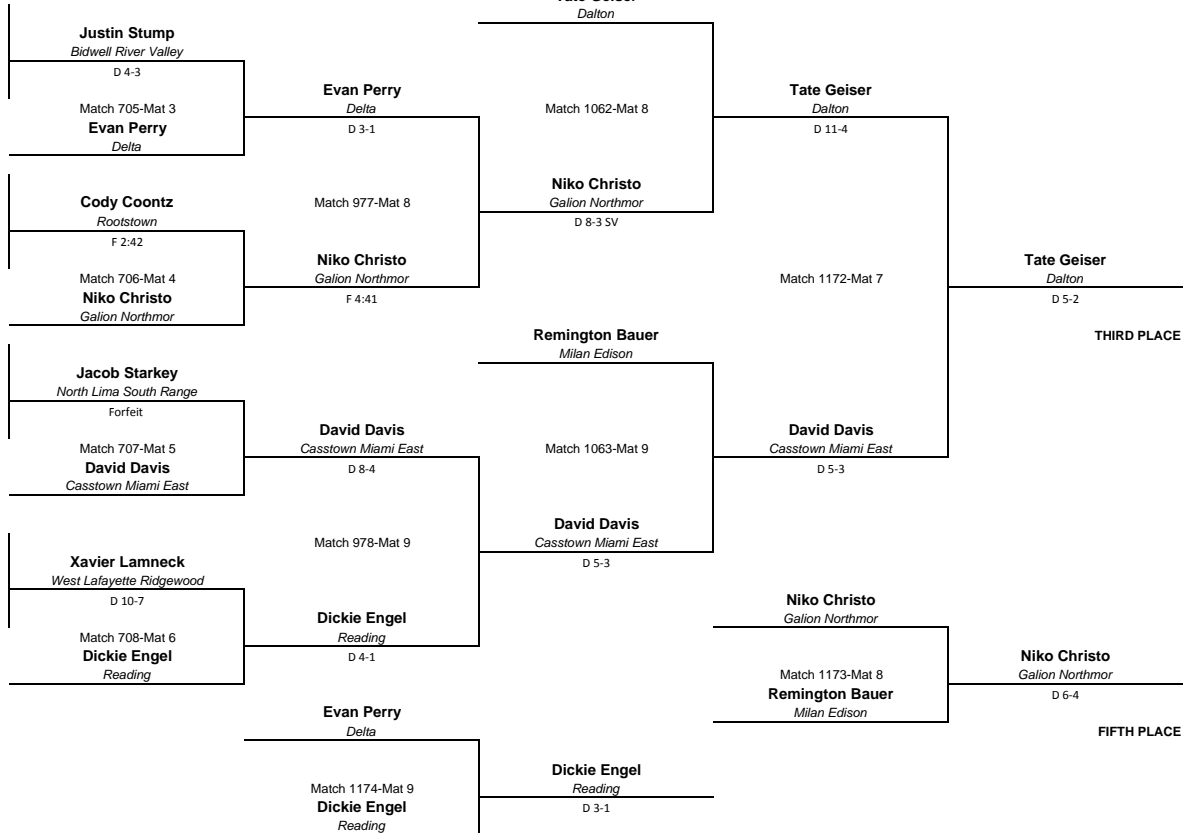 Tate Geiser
Dalton
Justin Stump
Bidwell River Valley
D 4-3
Match 705-Mat 3
Evan Perry
Delta
Evan Perry
Delta
D 3-1
Match 1062-Mat 8
Tate Geiser
Dalton
D 11-4
Cody Coontz
Rootstown
F 2:42
Match 706-Mat 4
Niko Christo
Galion Northmor
Match 977-Mat 8
Niko Christo
Galion Northmor
F 4:41
Niko Christo
Galion Northmor
D 8-3 SV
Match 1172-Mat 7
Tate Geiser
Dalton
D 5-2
THIRD PLACE
Remington Bauer
Milan Edison
Jacob Starkey
North Lima South Range
Forfeit
Match 707-Mat 5
David Davis
Casstown Miami East
David Davis
Casstown Miami East
D 8-4
Match 1063-Mat 9
David Davis
Casstown Miami East
D 5-3
Match 978-Mat 9
David Davis
Casstown Miami East
D 5-3
Xavier Lamneck
West Lafayette Ridgewood
D 10-7
Match 708-Mat 6
Dickie Engel
Reading
Dickie Engel
Reading
D 4-1
Niko Christo
Galion Northmor
Match 1173-Mat 8
Remington Bauer
Milan Edison
Niko Christo
Galion Northmor
D 6-4
FIFTH PLACE
Evan Perry
Delta
Match 1174-Mat 9
Dickie Engel
Reading
Dickie Engel
Reading
D 3-1